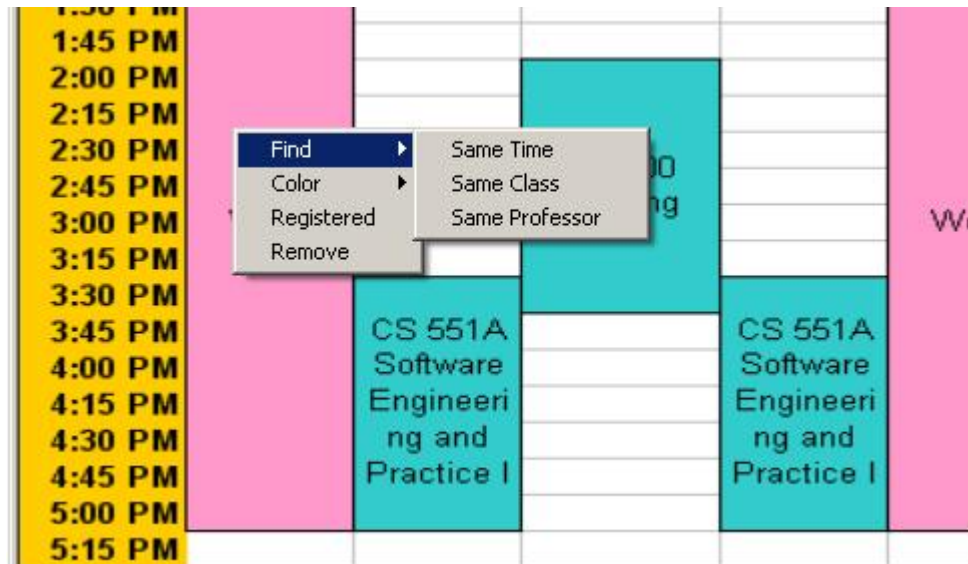 1:45 PM
2:00 PM
2:15 PM
2:30 PM
2:45 PM
3:00 PM
3:15 PM
3:30 PM
3:45 PM
4:00 PM
4:15 PM
4:30 PM
4:45 PM
5:00 PM
5:15 PM
Find
Color
Registered
Remove
Same Time
Same Class
Same Professor
CS 551A
Software
Engineeri
ng and
Practice I
CS 551A
Software
Engineeri
ng and
Practice I